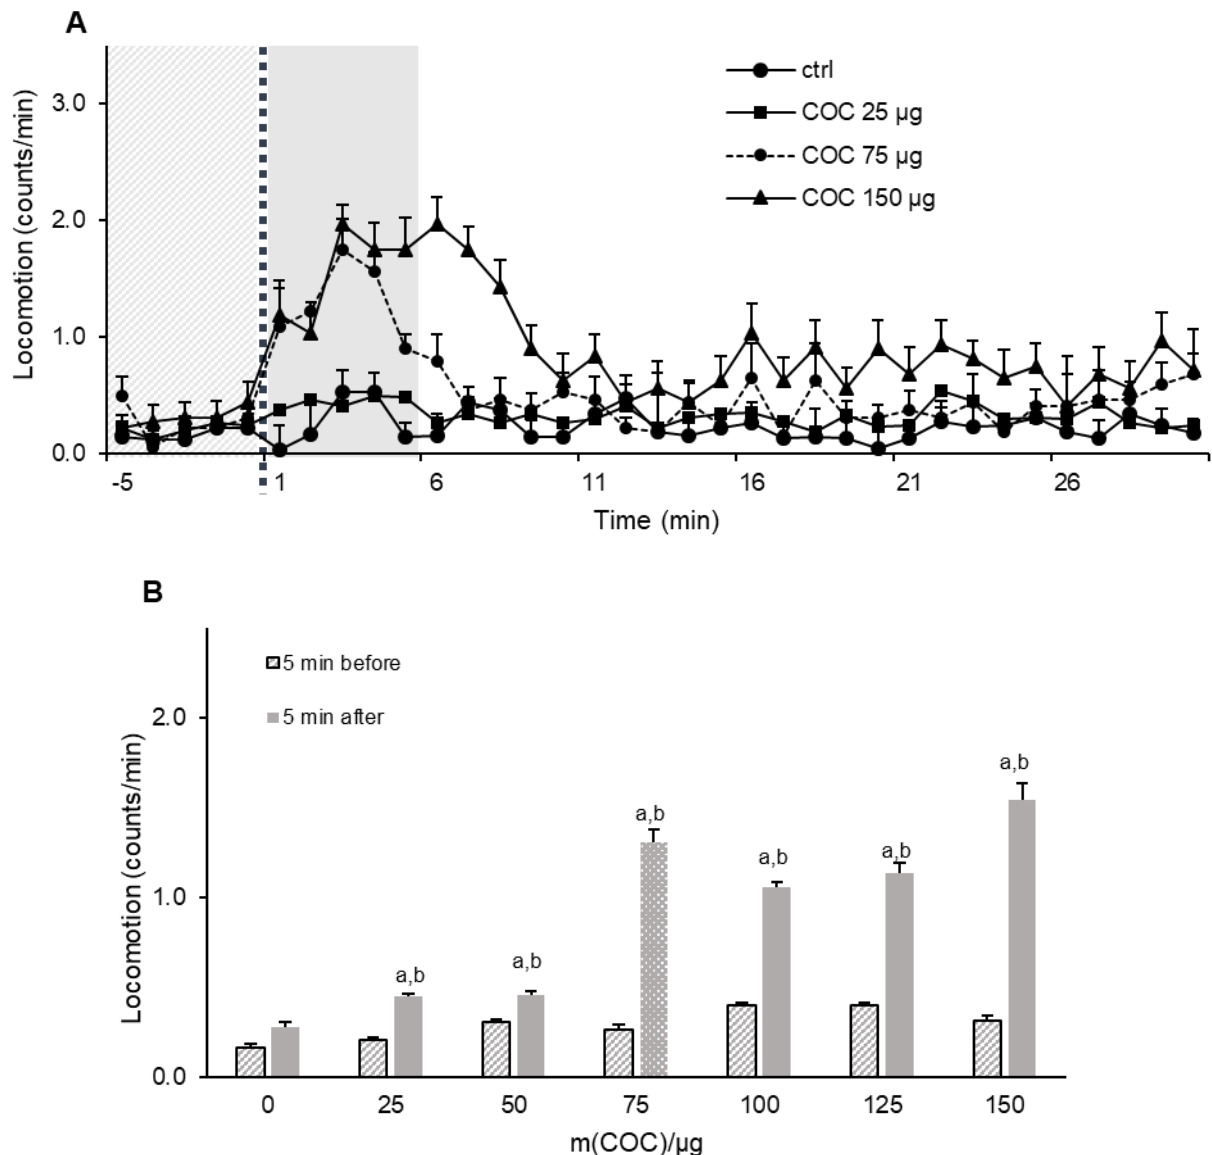 A
Locomotion (counts/min)
3.0
2.0
1.0
0.0
ctrl
COC 25 µg
COC 75 µg
COC 150 µg
-5 1 6 11 16 21 26
Time (min)
B
Locomotion (counts/min)
2.0
1.0
0.0
5 min before
5 min after
a,b a,b a,b a,b a,b a,b
0 25 50 75 100 125 150
m(COC)/µg